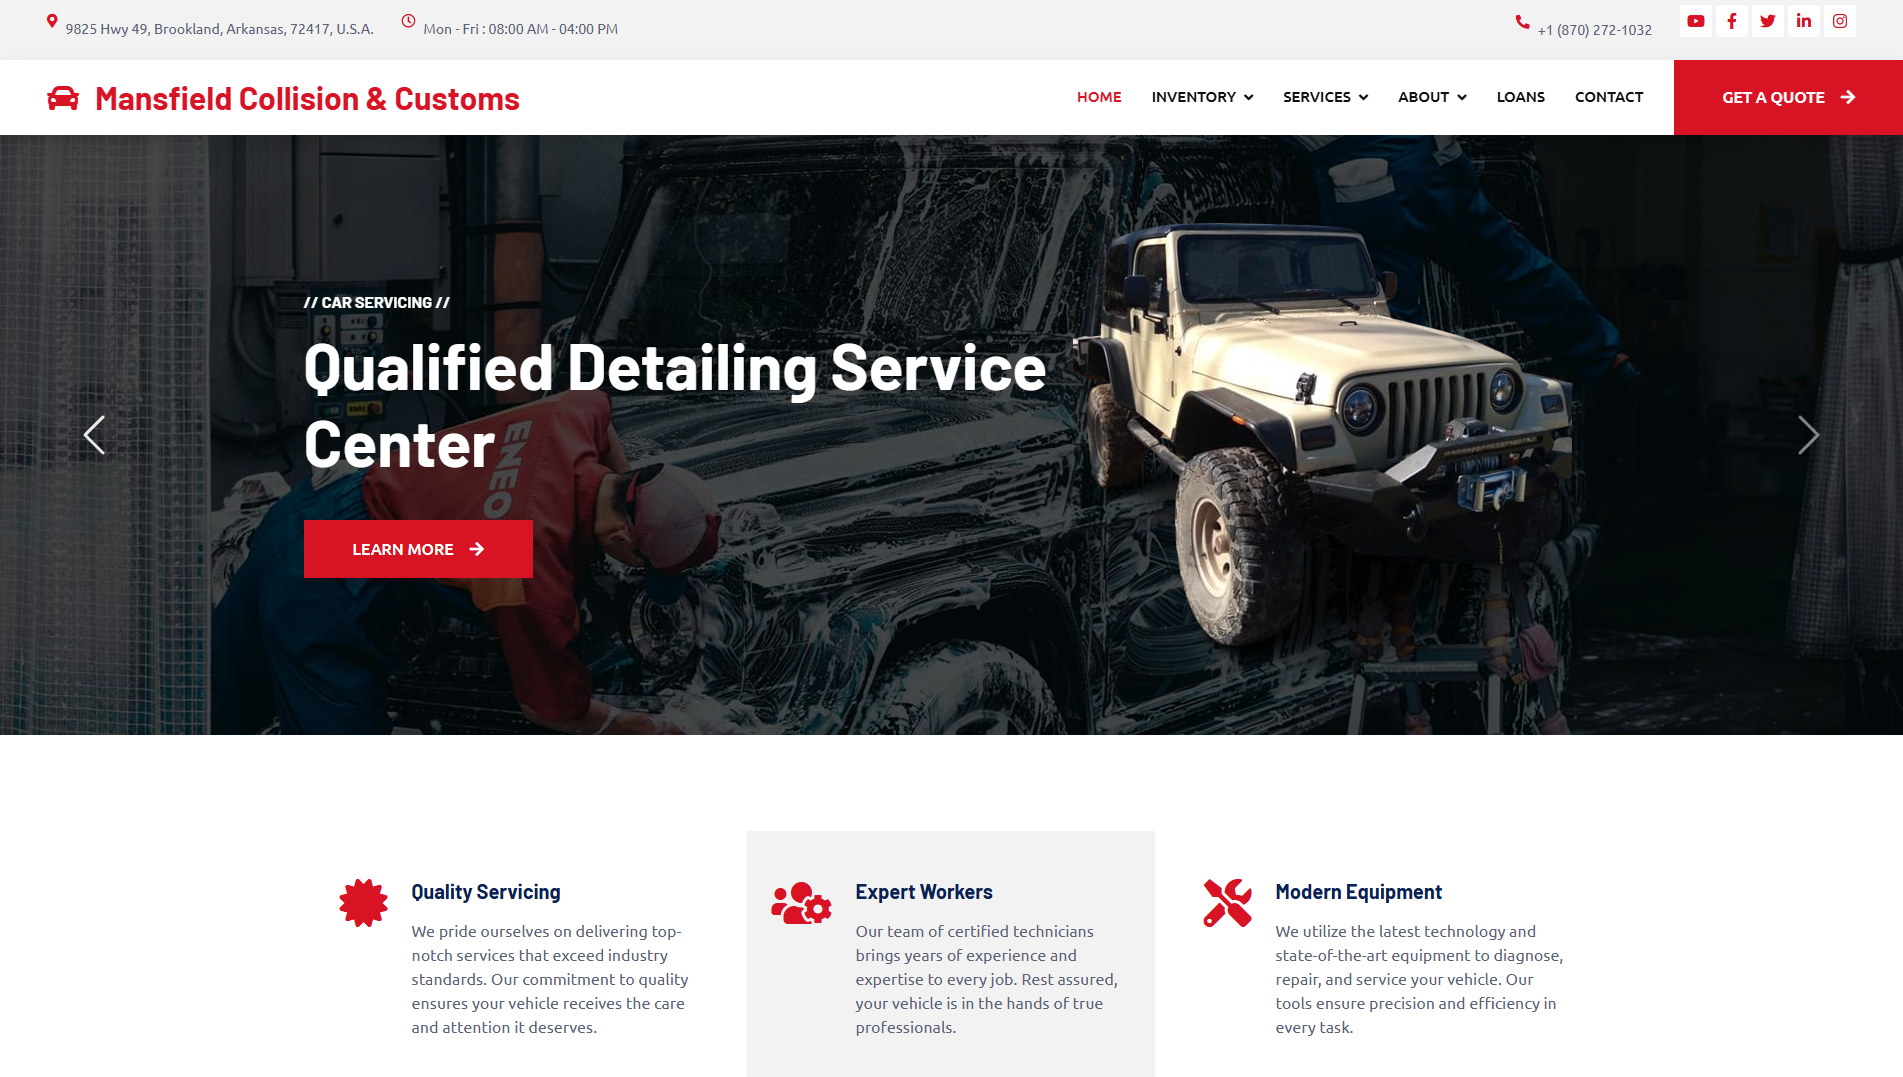 9825 Hwy 49, Brookland, Arkansas, 72417, U.S.A.
Mon - Fri : 08:00 AM - 04:00 PM
+1 (870) 272-1032
Mansfield Collision & Customs
HOME
INVENTORY
SERVICES
ABOUT
LOANS
CONTACT
GET A QUOTE
// CAR SERVICING //
Qualified Detailing Service
Center
ENEO
LEARN MORE
Quality Servicing
We pride ourselves on delivering top-
notch services that exceed industry
standards. Our commitment to quality
ensures your vehicle receives the care
and attention it deserves.
Expert Workers
Our team of certified technicians
brings years of experience and
expertise to every job. Rest assured,
your vehicle is in the hands of true
professionals.
Modern Equipment
We utilize the latest technology and
state-of-the-art equipment to diagnose,
repair, and service your vehicle. Our
tools ensure precision and efficiency in
every task.